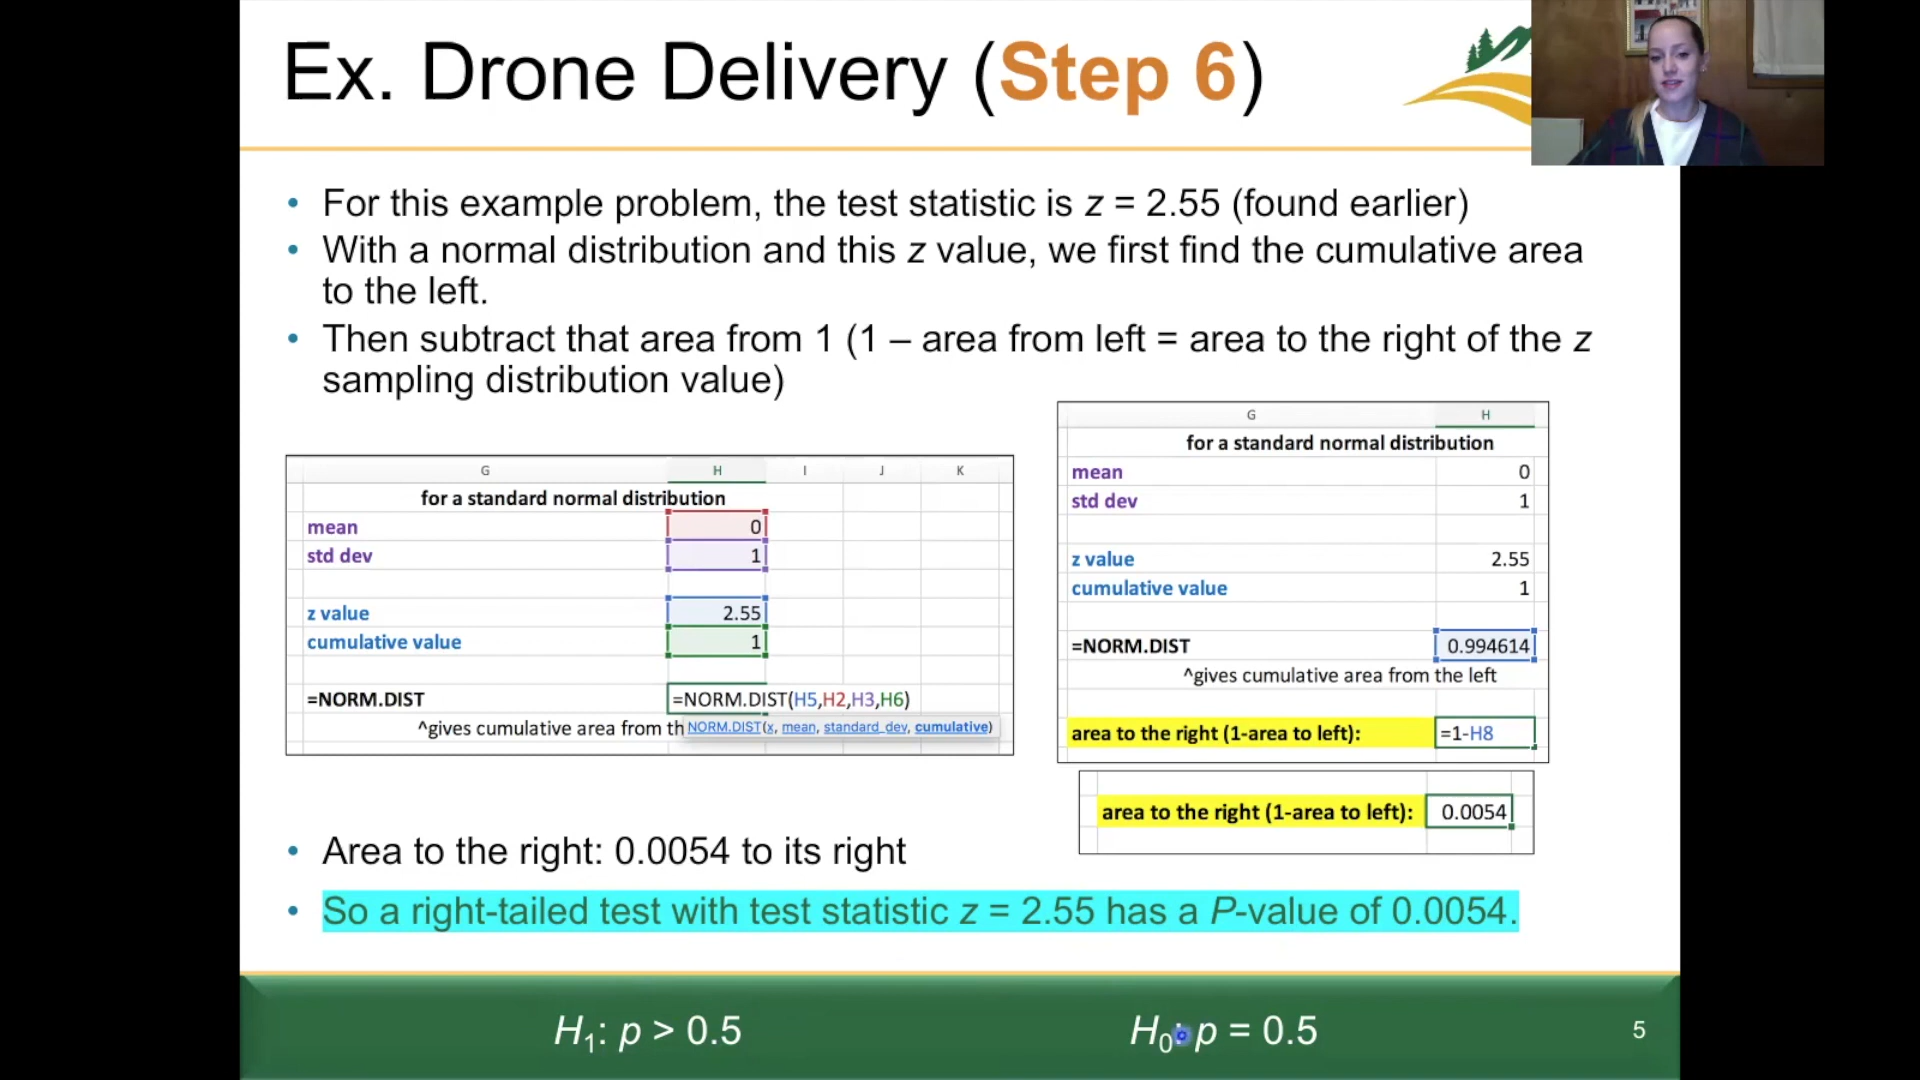 Ex. Drone Delivery (Step 6)
• For this example problem, the test statistic is z = 2.55 (found earlier)
• With a normal distribution and this z value, we first find the cumulative area
to the left.
• Then subtract that area from 1 (1 – area from left = area to the right of the z
sampling distribution value)
G H I J K
for a standard normal distribution
mean 0
std dev 1
z value 2.55
cumulative value 1
=NORM.DIST =NORM.DIST(H5,H2,H3,H6)
^gives cumulative area from th NORM.DIST(x, mean, standard_dev, cumulative)
G H
for a standard normal distribution
mean 0
std dev 1
z value 2.55
cumulative value 1
=NORM.DIST 0.994614
^gives cumulative area from the left
area to the right (1-area to left): =1-H8
area to the right (1-area to left): 0.0054
• Area to the right: 0.0054 to its right
• So a right-tailed test with test statistic z = 2.55 has a P-value of 0.0054.
H₁: p > 0.5 H₀: p = 0.5 5